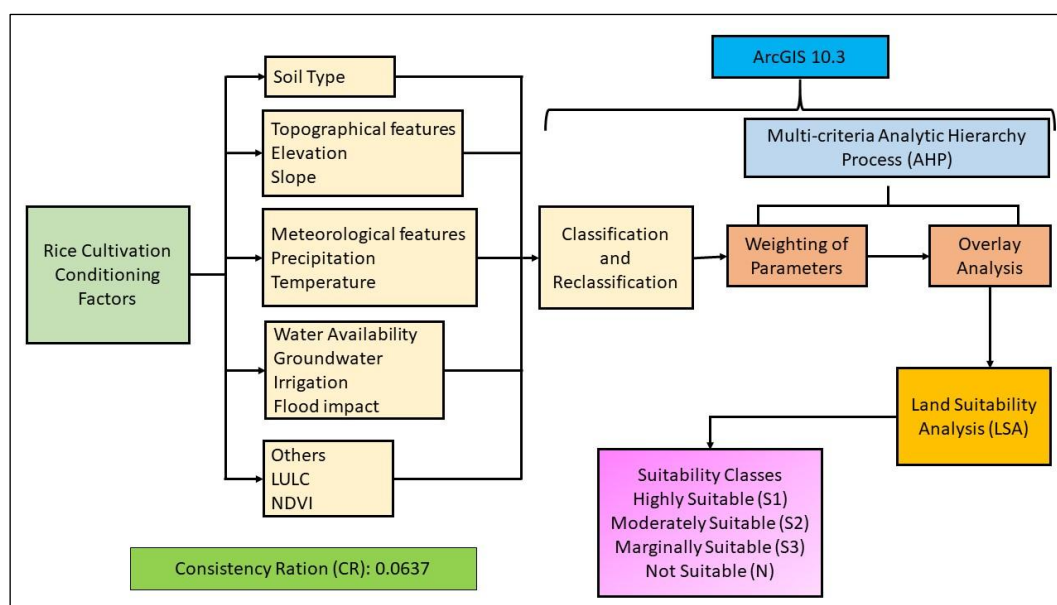 ArcGIS 10.3
Soil Type
Topographical features
Elevation
Slope
Multi-criteria Analytic Hierarchy
Process (AHP)
Rice Cultivation
Conditioning
Factors
Meteorological features
Precipitation
Temperature
Classification
and
Reclassification
Weighting of
Parameters
Overlay
Analysis
Water Availability
Groundwater
Irrigation
Flood impact
Land Suitability
Analysis (LSA)
Others
LULC
NDVI
Suitability Classes
Highly Suitable (S1)
Moderately Suitable (S2)
Marginally Suitable (S3)
Not Suitable (N)
Consistency Ration (CR): 0.0637